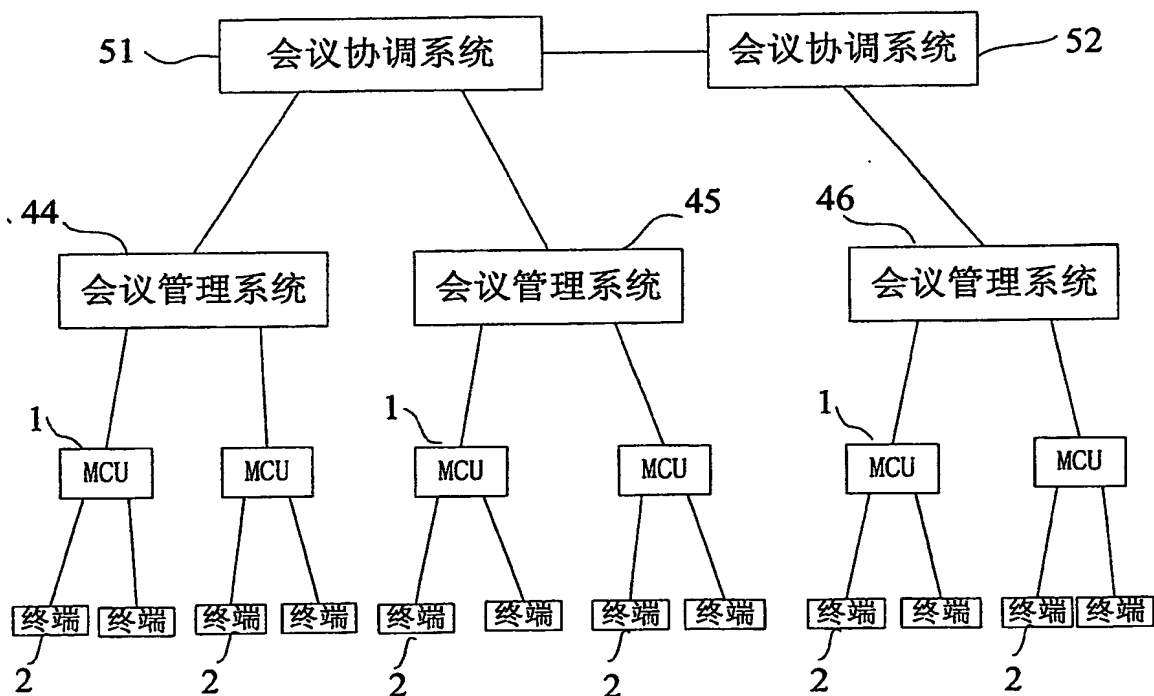 51 会议协调系统 会议协调系统 52
44 45 46
会议管理系统 会议管理系统 会议管理系统
1 1 1
MCU MCU MCU MCU MCU MCU
终端 终端 终端 终端 终端 终端 终端 终端 终端 终端 终端 终端
2 2 2 2 2 2